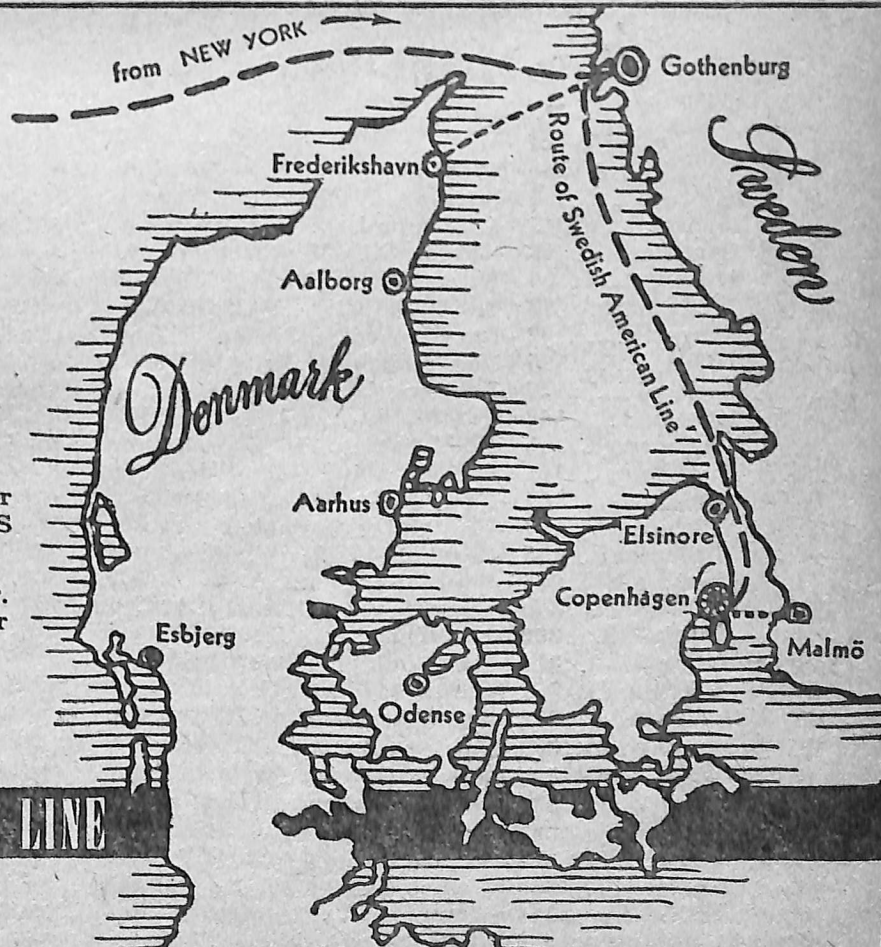 from NEW YORK
Gothenburg
Sweden
Frederikshavn
Route of Swedish American Line
Aalborg
Denmark
r
S
Aarhus
Elsinore
.
r
Copenhagen
Esbjerg
Malmö
Odense
LINE